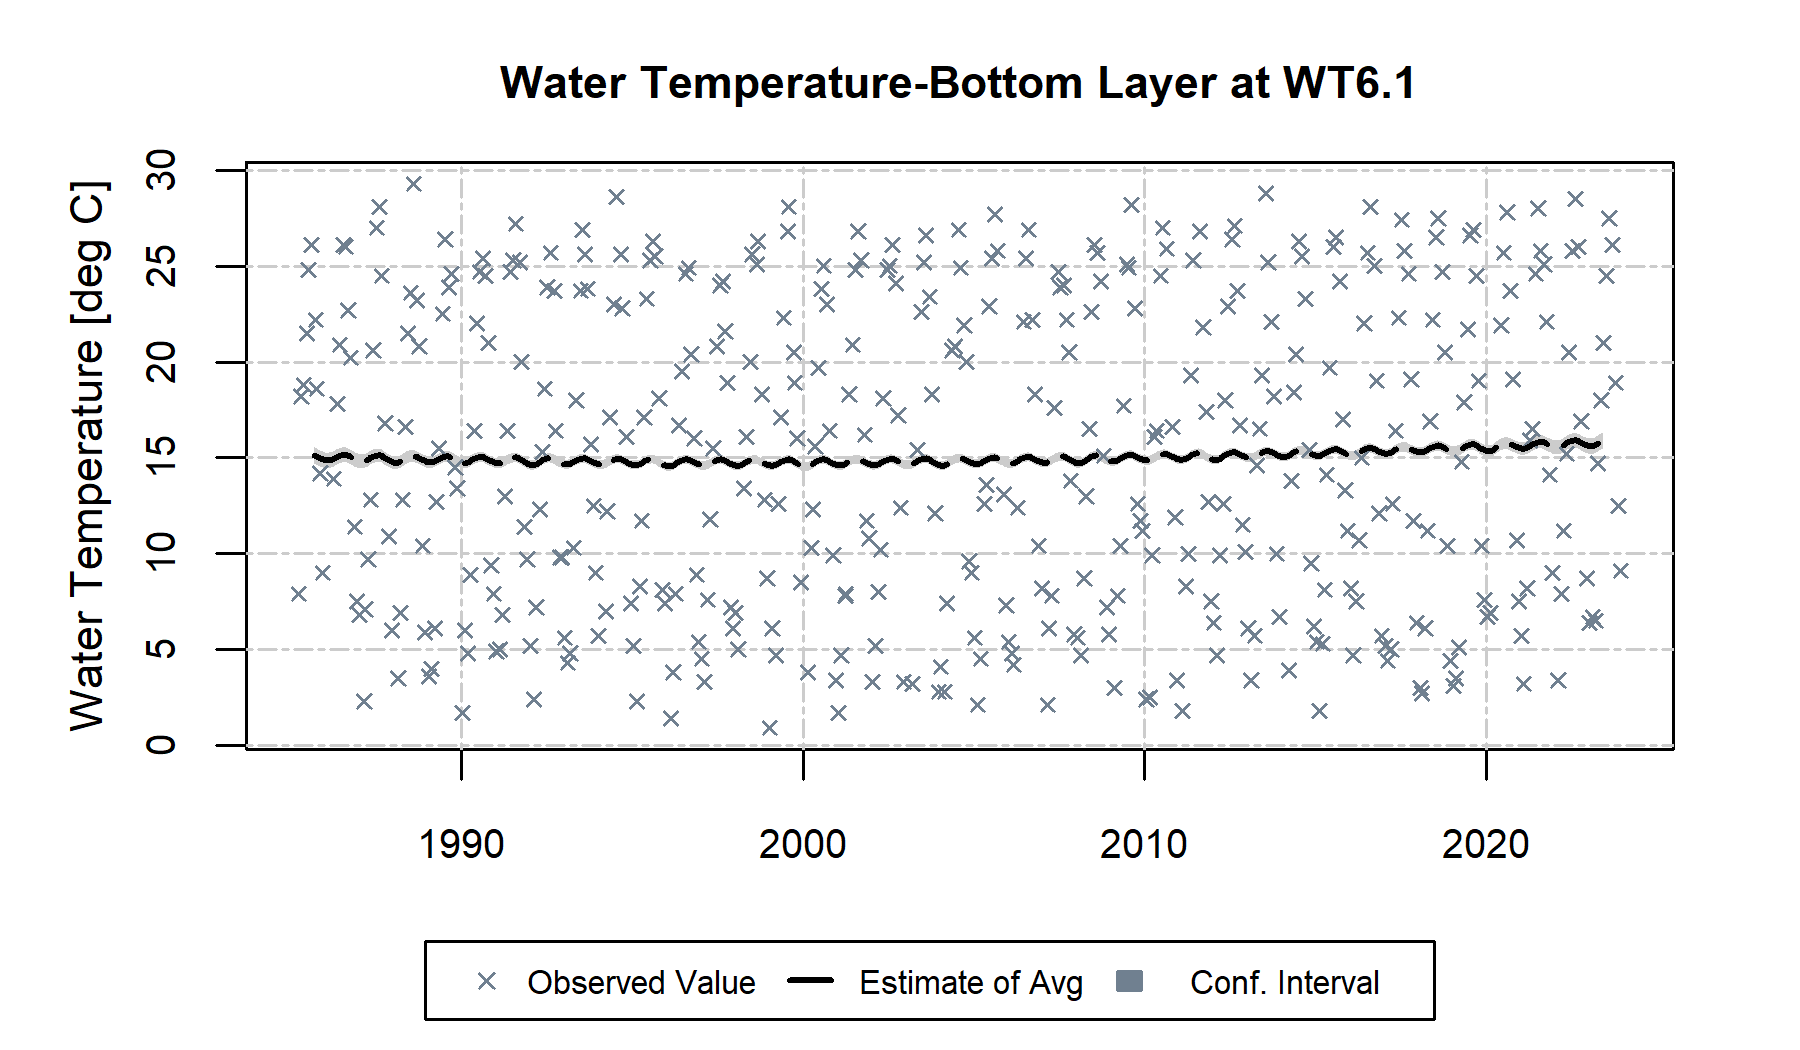 Water Temperature-Bottom Layer at WT6.1
Water Temperature [deg C]
30
25
20
15
10
5
0
1990 2000 2010 2020
Observed Value Estimate of Avg Conf. Interval